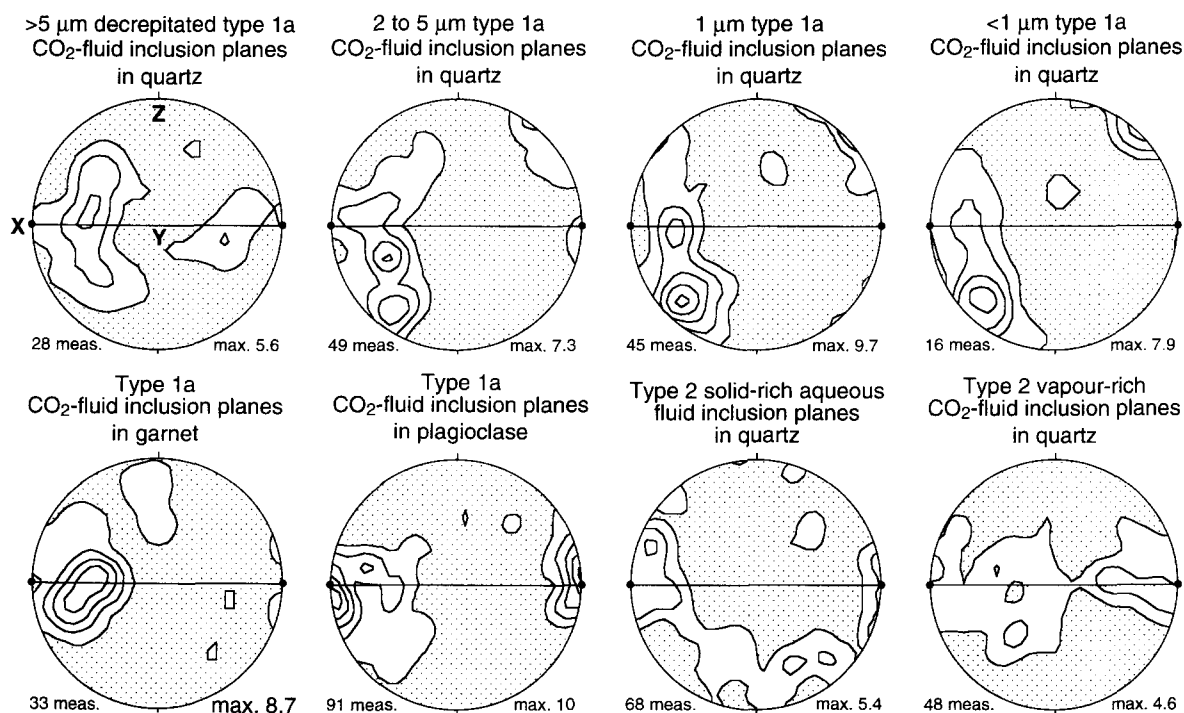 >5 μm decrepitated type 1a
CO₂-fluid inclusion planes
in quartz
2 to 5 μm type 1a
CO₂-fluid inclusion planes
in quartz
1 μm type 1a
CO₂-fluid inclusion planes
in quartz
<1 μm type 1a
CO₂-fluid inclusion planes
in quartz
Z
X
Y
28 meas.
max. 5.6
49 meas.
max. 7.3
45 meas.
max. 9.7
16 meas.
max. 7.9
Type 1a
CO₂-fluid inclusion planes
in garnet
Type 1a
CO₂-fluid inclusion planes
in plagioclase
Type 2 solid-rich aqueous
fluid inclusion planes
in quartz
Type 2 vapour-rich
CO₂-fluid inclusion planes
in quartz
33 meas.
max. 8.7
91 meas.
max. 10
68 meas.
max. 5.4
48 meas.
max. 4.6